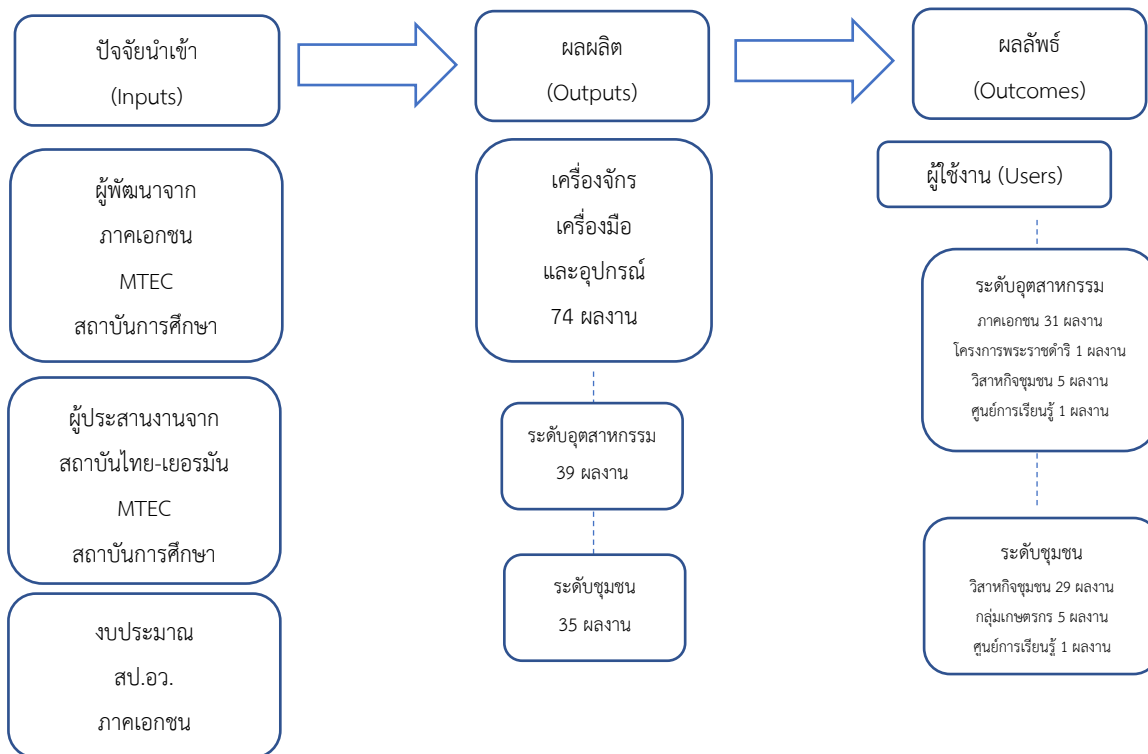 ปัจจัยนำเข้า
(Inputs)
ผลผลิต
(Outputs)
ผลลัพธ์
(Outcomes)
ผู้พัฒนาจาก
ภาคเอกชน
MTEC
สถาบันการศึกษา
ผู้ประสานงานจาก
สถาบันไทย-เยอรมัน
MTEC
สถาบันการศึกษา
งบประมาณ
สป.อว.
ภาคเอกชน
เครื่องจักร
เครื่องมือ
และอุปกรณ์
74 ผลงาน
ระดับอุตสาหกรรม
39 ผลงาน
ระดับชุมชน
35 ผลงาน
ผู้ใช้งาน (Users)
ระดับอุตสาหกรรม
ภาคเอกชน 31 ผลงาน
โครงการพระราชดำริ 1 ผลงาน
วิสาหกิจชุมชน 5 ผลงาน
ศูนย์การเรียนรู้ 1 ผลงาน
ระดับชุมชน
วิสาหกิจชุมชน 29 ผลงาน
กลุ่มเกษตรกร 5 ผลงาน
ศูนย์การเรียนรู้ 1 ผลงาน